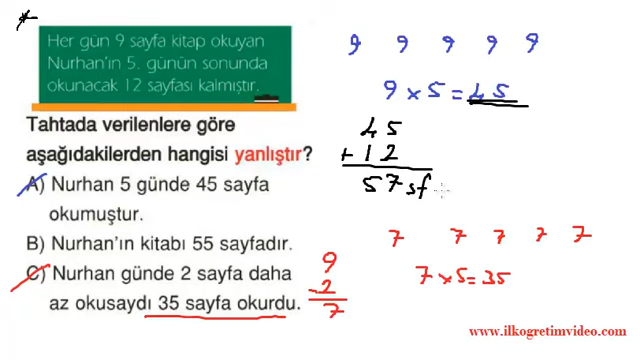 Her gün 9 sayfa kitap okuyan
Nurhan'ın 5. günün sonunda
okunacak 12 sayfası kalmıştır.
Tahtada verilenlere göre
aşağıdakilerden hangisi yanlıştır?
A) Nurhan 5 günde 45 sayfa
okumuştur.
B) Nurhan'ın kitabı 55 sayfadır.
C) Nurhan günde 2 sayfa daha
az okusaydı 35 sayfa okurdu.
9
- 2
7
9 9 9 9 9
9 × 5 = 45
45
+ 12
57 sf
7 7 7 7 7
7 × 5 = 35
www.ilkogretimvideo.com